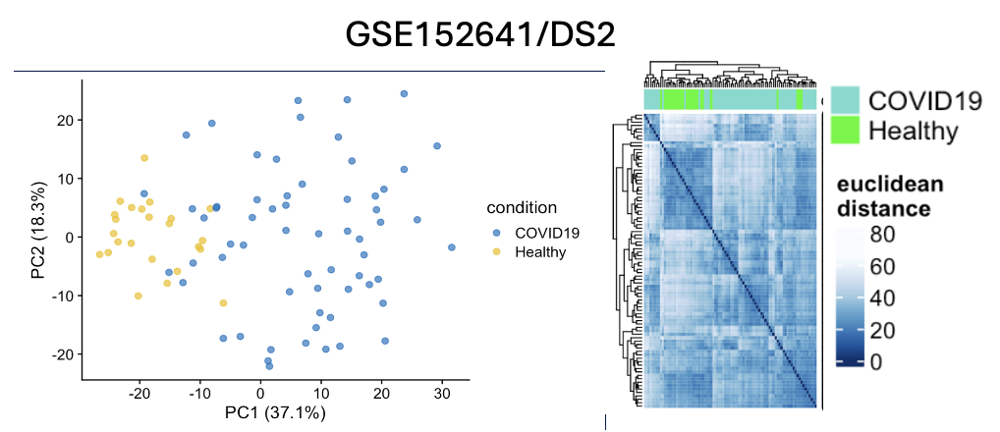 GSE152641/DS2
20
10
0
-10
-20
PC2 (18.3%)
-20
-10
0
10
20
30
PC1 (37.1%)
condition
COVID19
Healthy
COVID19
Healthy
euclidean
distance
80
60
40
20
0